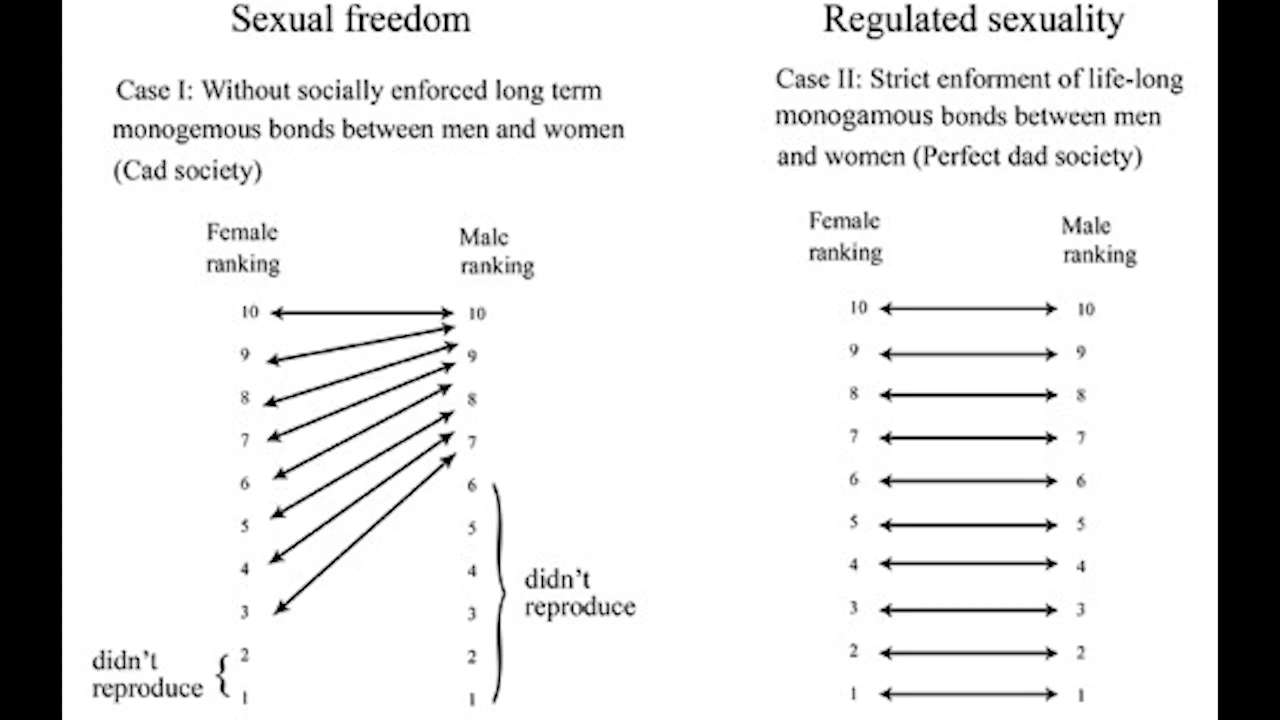 Sexual freedom
Case I: Without socially enforced long term
monogemous bonds between men and women
(Cad society)
Female
ranking
Male
ranking
10
10
9
9
8
8
7
7
6
6
5
5
4
4
3
3
2
2
1
1
didn't
reproduce
didn't
reproduce
Regulated sexuality
Case II: Strict enforment of life-long
monogamous bonds between men
and women (Perfect dad society)
Female
ranking
Male
ranking
10
10
9
9
8
8
7
7
6
6
5
5
4
4
3
3
2
2
1
1